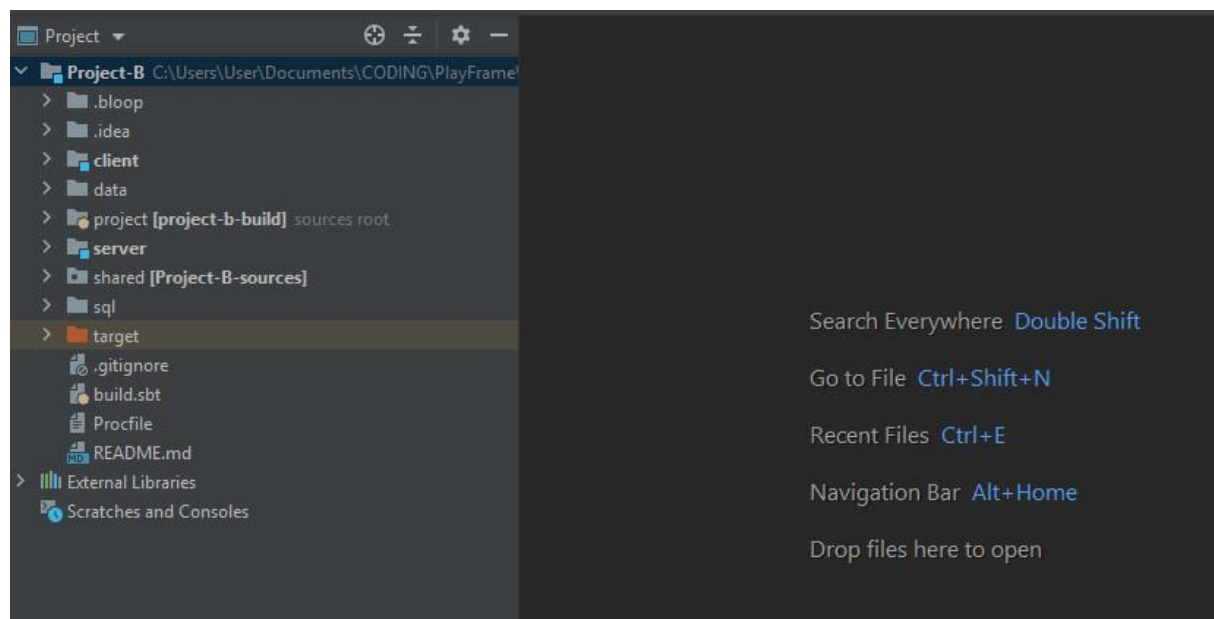 Project
Project-B C:\Users\User\Documents\CODING\PlayFrame\
.bloop
.idea
client
data
project [project-b-build] sources root
server
shared [Project-B-sources]
sql
target
.gitignore
build.sbt
Procfile
README.md
External Libraries
Scratches and Consoles
Search Everywhere Double Shift
Go to File Ctrl+Shift+N
Recent Files Ctrl+E
Navigation Bar Alt+Home
Drop files here to open